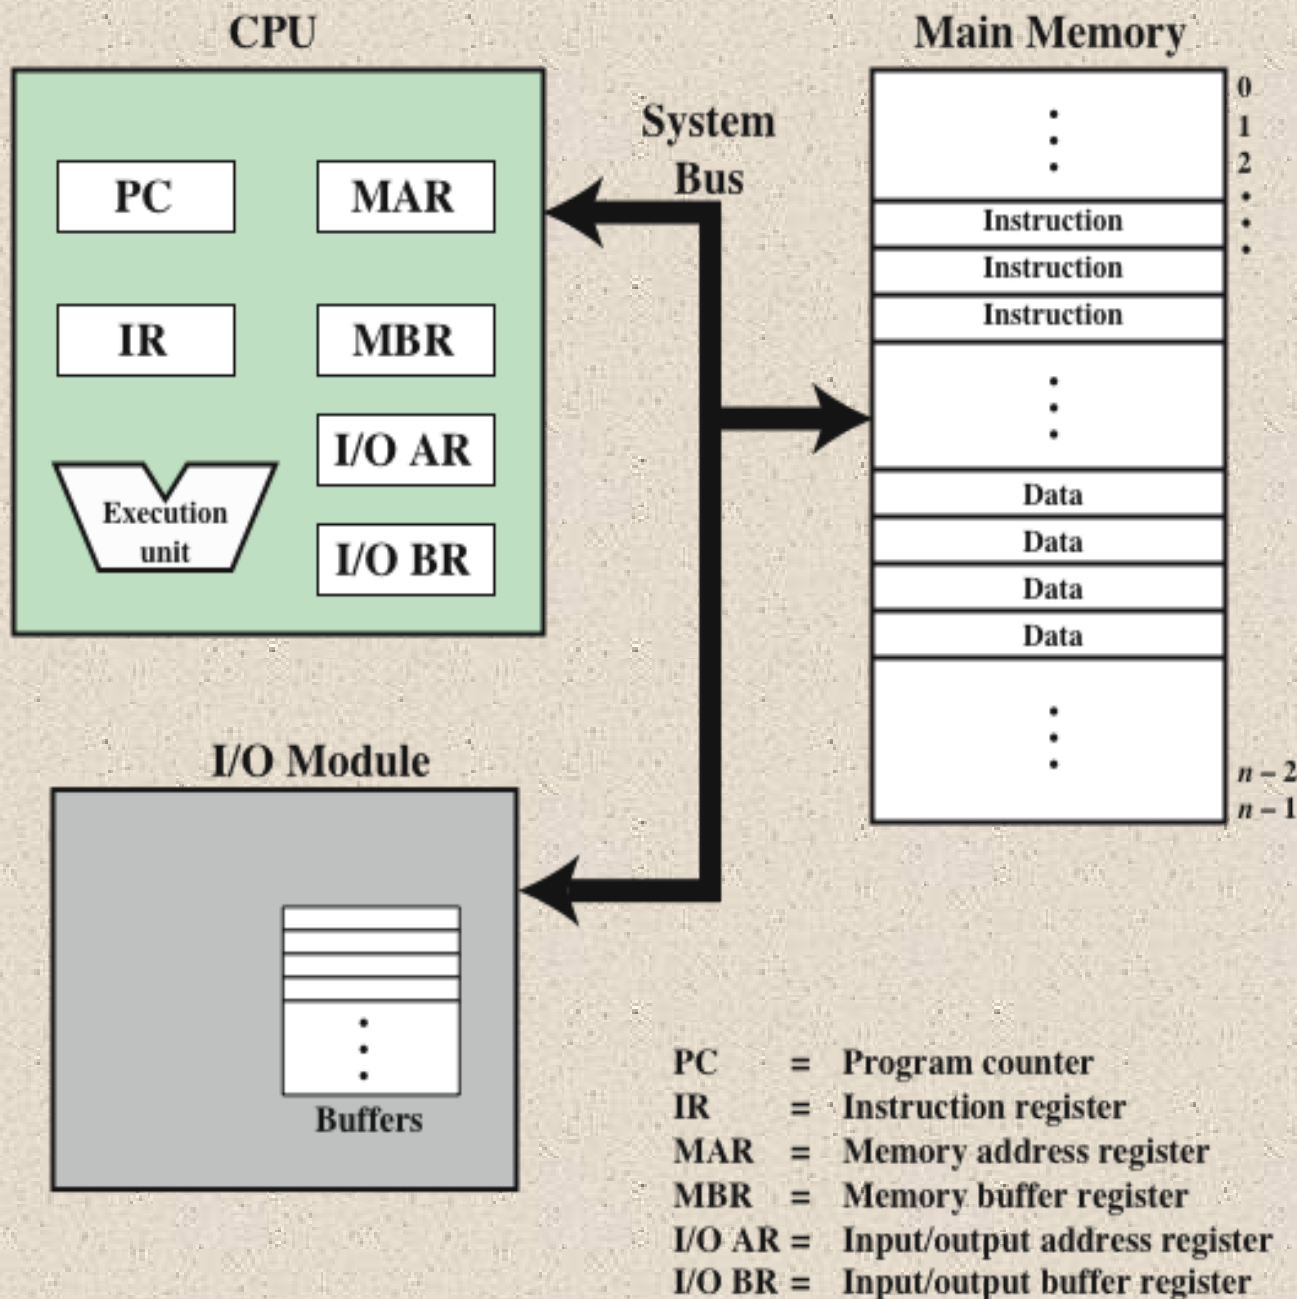 CPU
PC
MAR
IR
MBR
I/O AR
I/O BR
Execution
unit
System
Bus
Main Memory
0
1
2
Instruction
Instruction
Instruction
Data
Data
Data
Data
n – 2
n – 1
I/O Module
Buffers
PC = Program counter
IR = Instruction register
MAR = Memory address register
MBR = Memory buffer register
I/O AR = Input/output address register
I/O BR = Input/output buffer register